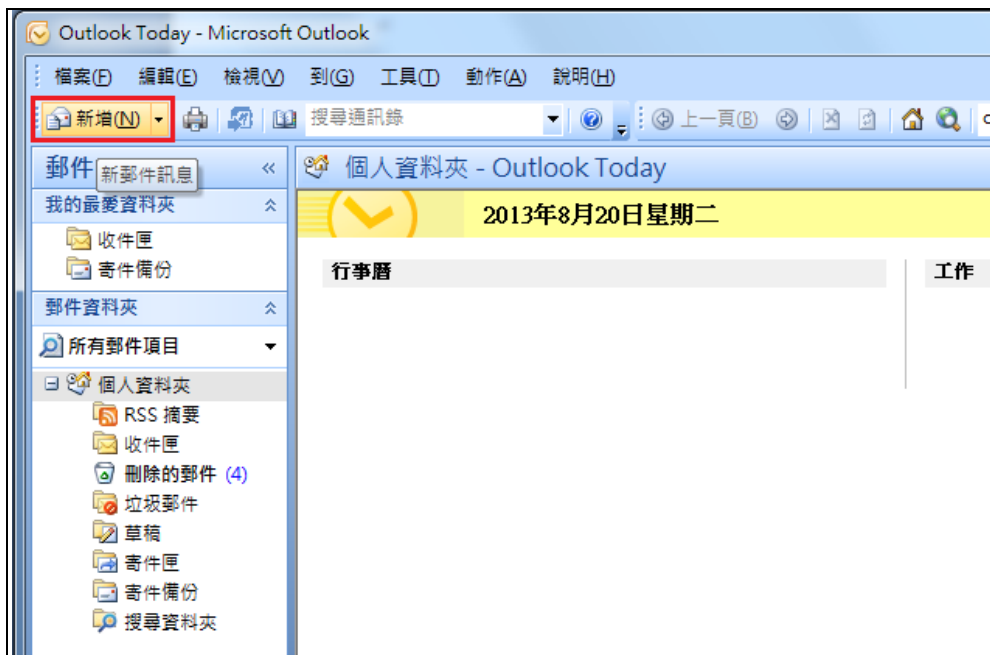 Outlook Today - Microsoft Outlook
檔案(F) 編輯(E) 檢視(V) 到(G) 工具(T) 動作(A) 說明(H)
新增(N) 搜尋通訊錄 上一頁(B)
郵件
新郵件訊息
個人資料夾 - Outlook Today
我的最愛資料夾
2013年8月20日星期二
收件匣
寄件備份
行事曆
工作
郵件資料夾
所有郵件項目
個人資料夾
RSS 摘要
收件匣
刪除的郵件 (4)
垃圾郵件
草稿
寄件匣
寄件備份
搜尋資料夾